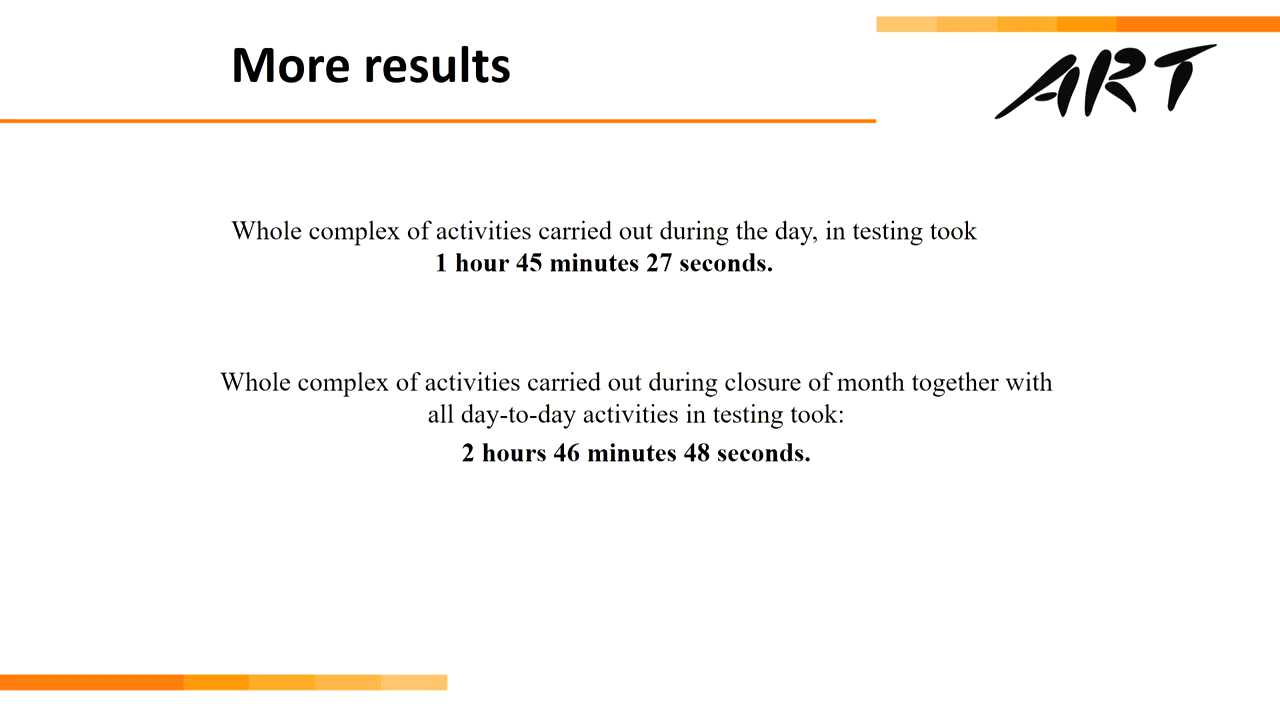 More results
ART
Whole complex of activities carried out during the day, in testing took
1 hour 45 minutes 27 seconds.
Whole complex of activities carried out during closure of month together with
all day-to-day activities in testing took:
2 hours 46 minutes 48 seconds.